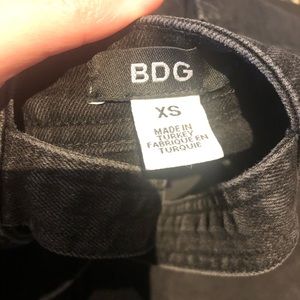 BDG
XS
MADE IN
TURKEY
FABRIQUE EN
TURQUIE